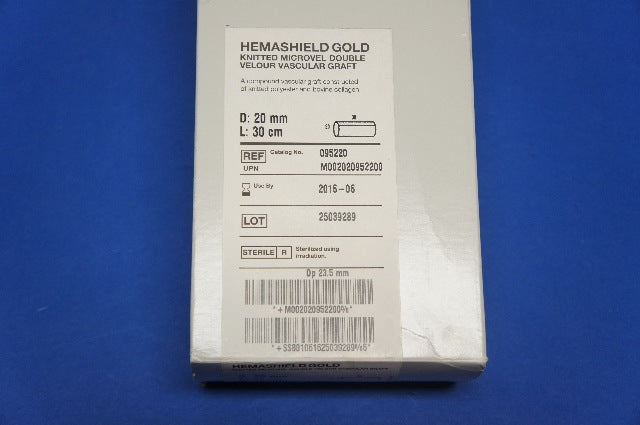 HEMASHIELD GOLD
KNITTED MICROVEL DOUBLE
VELOUR VASCULAR GRAFT
A compound vascular graft constructed
of knitted polyester and bovine collagen.
D: 20 mm
L: 30 cm
REF Catalog No. 095220
UPN M002020952200
Use By 2016-06
LOT 25039289
STERILE R Sterilized using
irradiation.
Dp 23.5 mm
*+M002020952200%*
HEMASHIELD GOLD